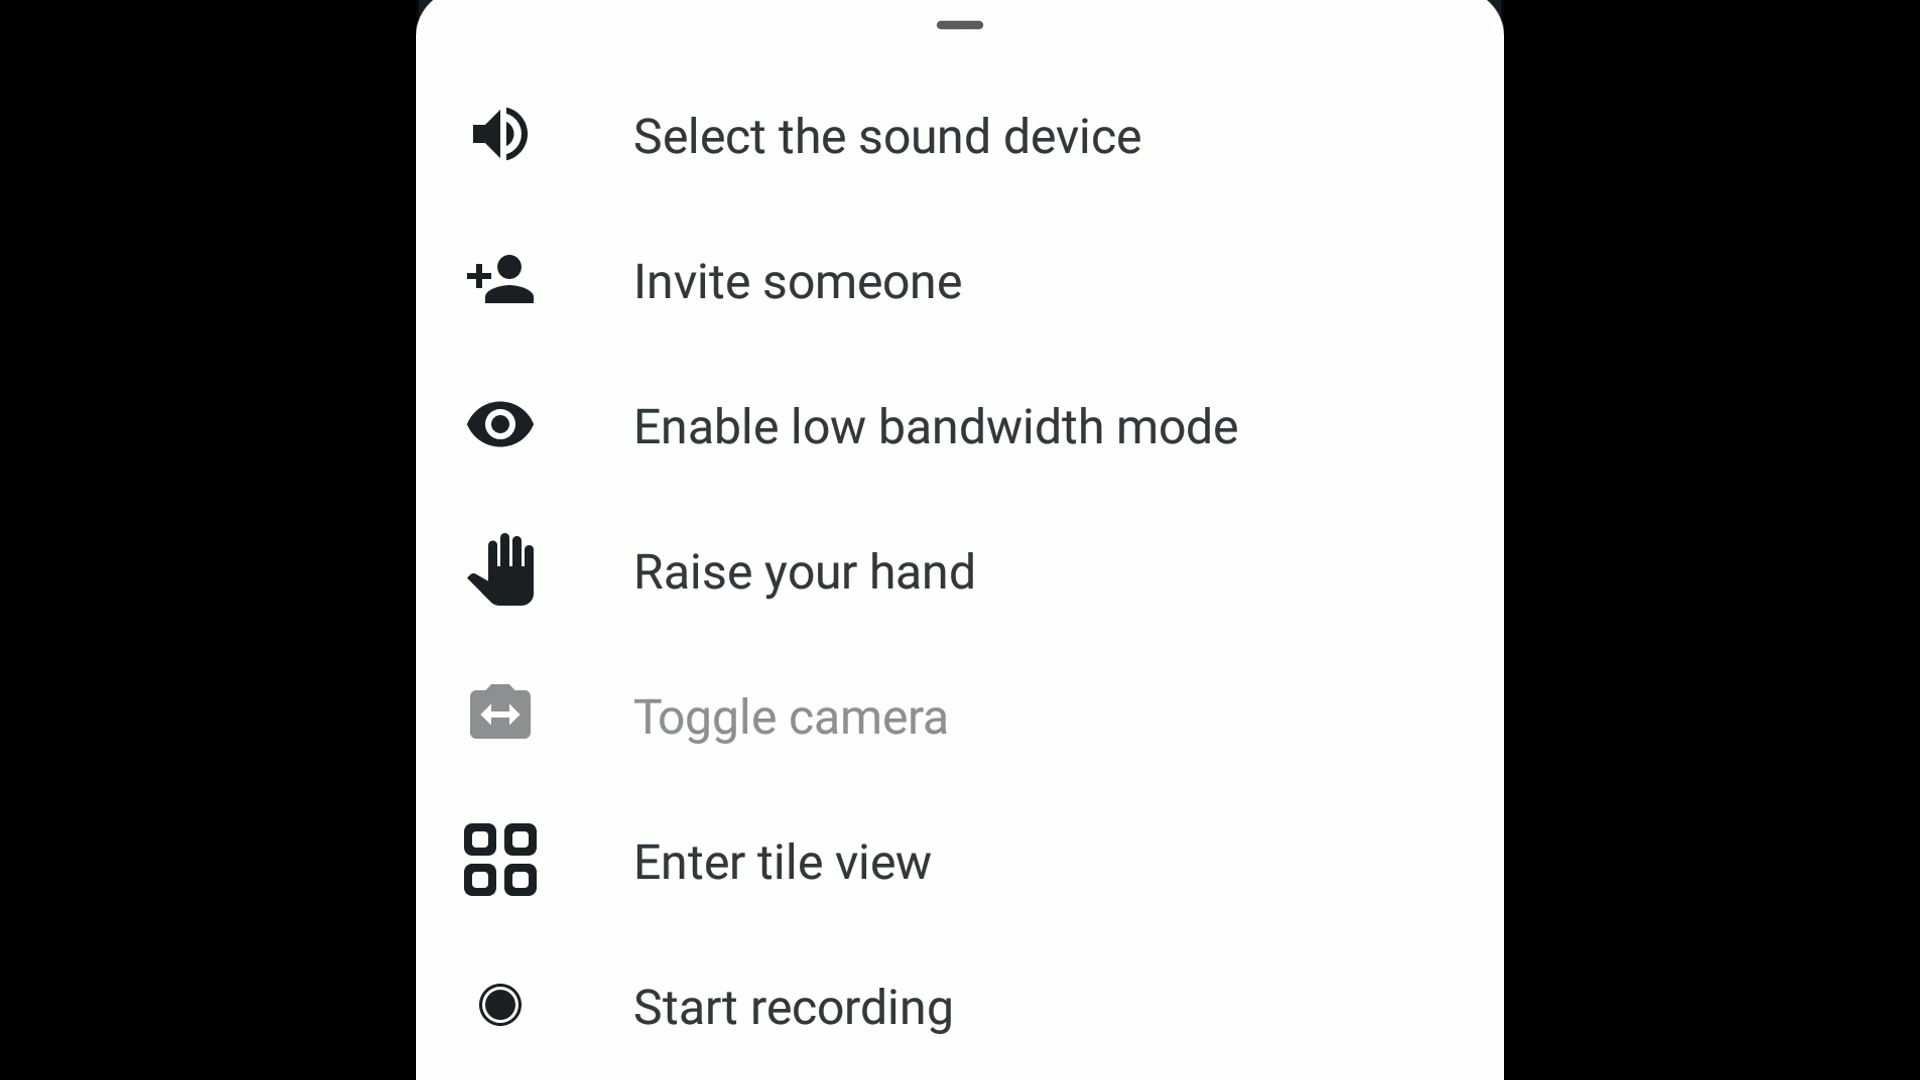 Select the sound device
Invite someone
Enable low bandwidth mode
Raise your hand
Toggle camera
Enter tile view
Start recording